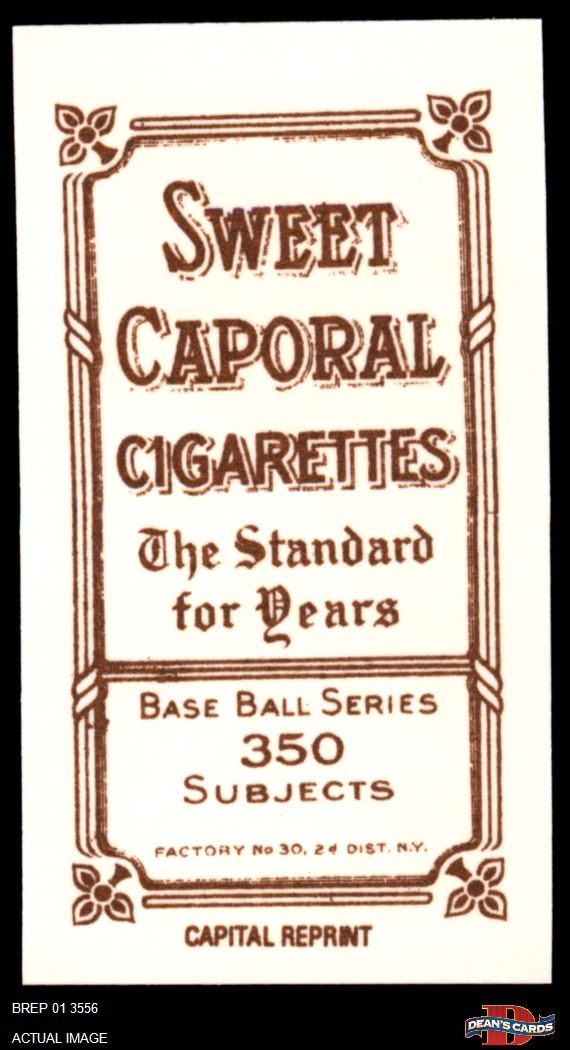 SWEET
CAPORAL
CIGARETTES
The Standard
for Years
BASE BALL SERIES
350
SUBJECTS
FACTORY No 30, 2d DIST. N.Y.
CAPITAL REPRINT
BREP 01 3556
ACTUAL IMAGE
D
DEAN'S CARDS